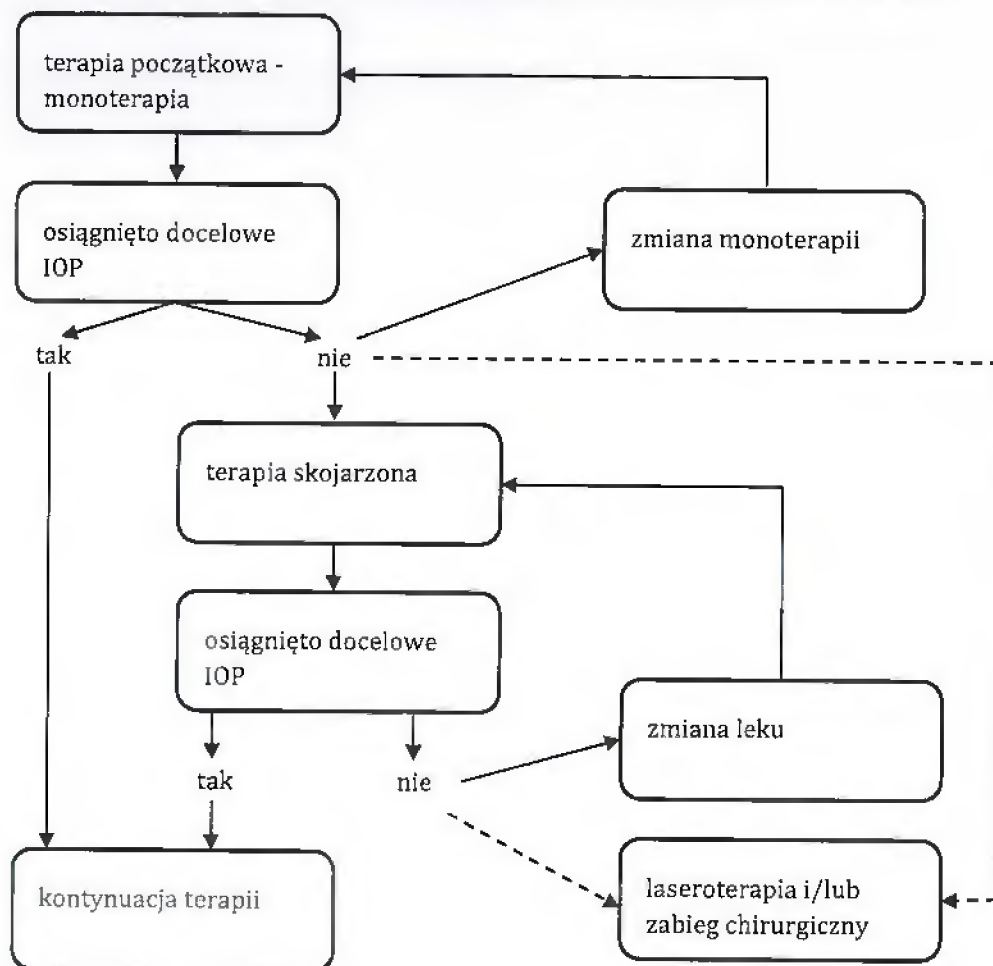 terapia początkowa -
monoterapia
osiągnięto docelowe
IOP
zmiana monoterapii
tak
nie
terapia skojarzona
osiągnięto docelowe
IOP
zmiana leku
tak
nie
kontynuacja terapii
laseroterapia i/lub
zabieg chirurgiczny